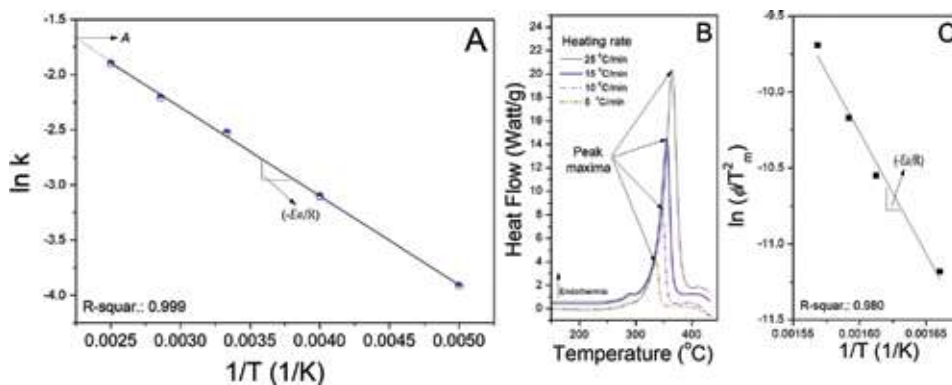 A
A
-1.5
-2.0
-2.5
-3.0
-3.5
-4.0
ln k
(-Ea/R)
R-squar.: 0.999
0.0025 0.0030 0.0035 0.0040 0.0045 0.0050
1/T (1/K)
B
24
22
20
18
16
14
12
10
8
6
4
2
0
Heat Flow (Watt/g)
Heating rate
25 °C/min
15 °C/min
10 °C/min
5 °C/min
Peak
maxima
Endothermic
200 300 400
Temperature (°C)
C
-9.5
-10.0
-10.5
-11.0
-11.5
ln (ϕ/T²m)
(-Ea/R)
R-squar.: 0.980
0.00155 0.00160 0.00165
1/T (1/K)